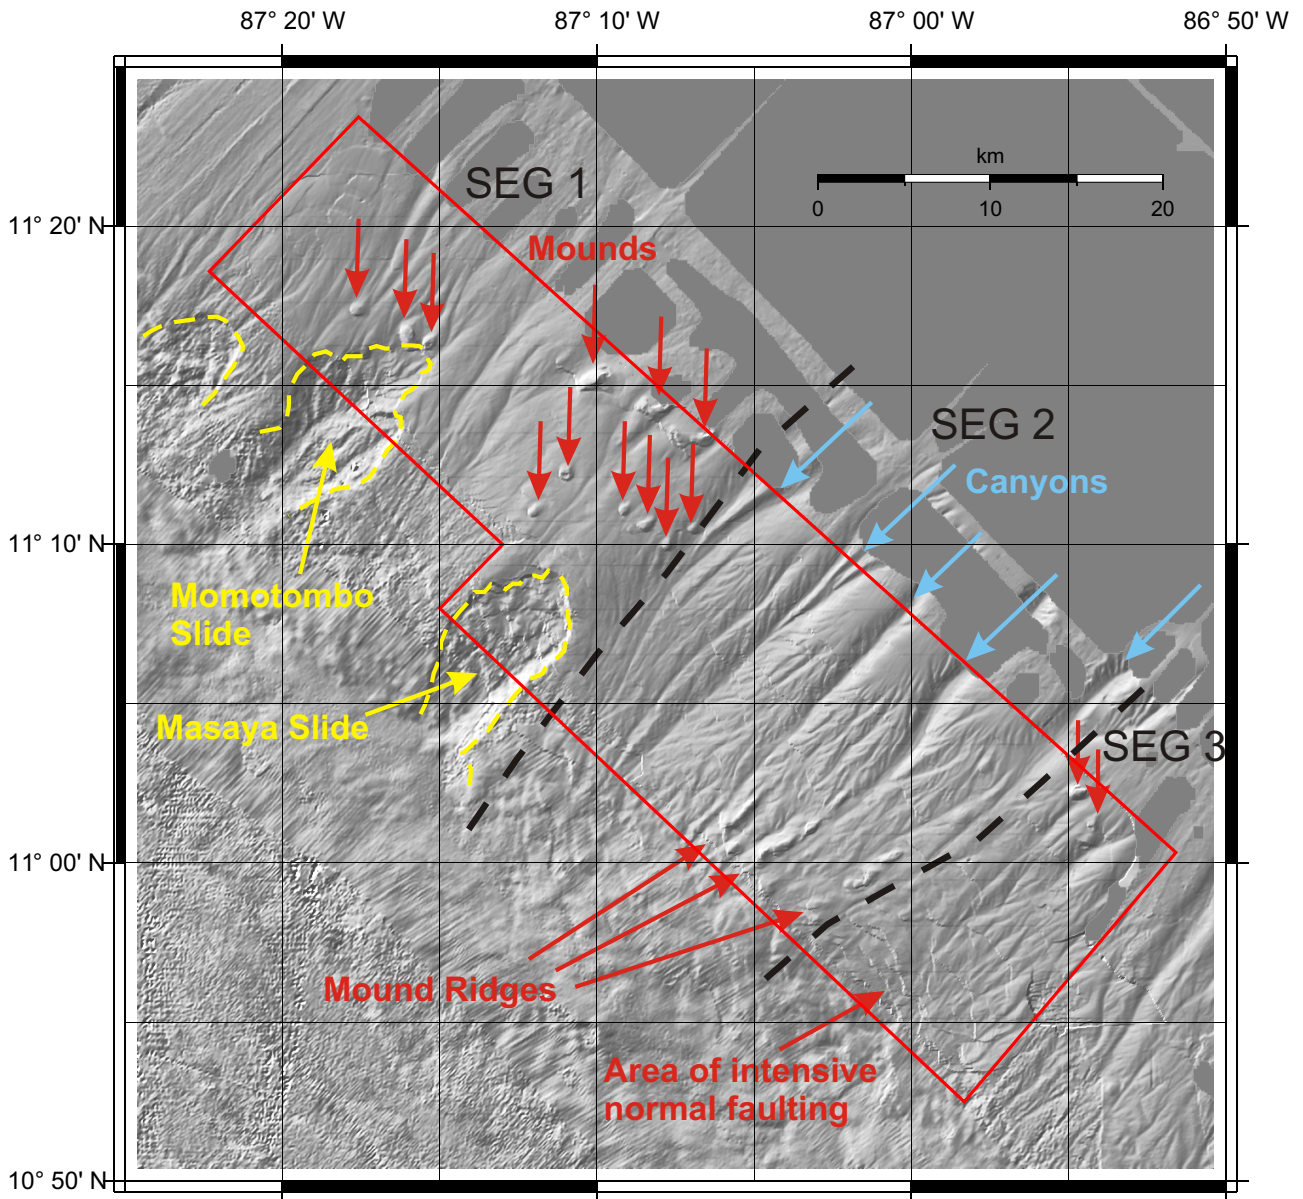 87° 20' W
87° 10' W
87° 00' W
86° 50' W
km
SEG 1
0
10
20
11° 20' N
Mounds
SEG 2
Canyons
11° 10' N
Momotombo
Slide
Masaya Slide
SEG 3
11° 00' N
Mound Ridges
Area of intensive
normal faulting
10° 50' N